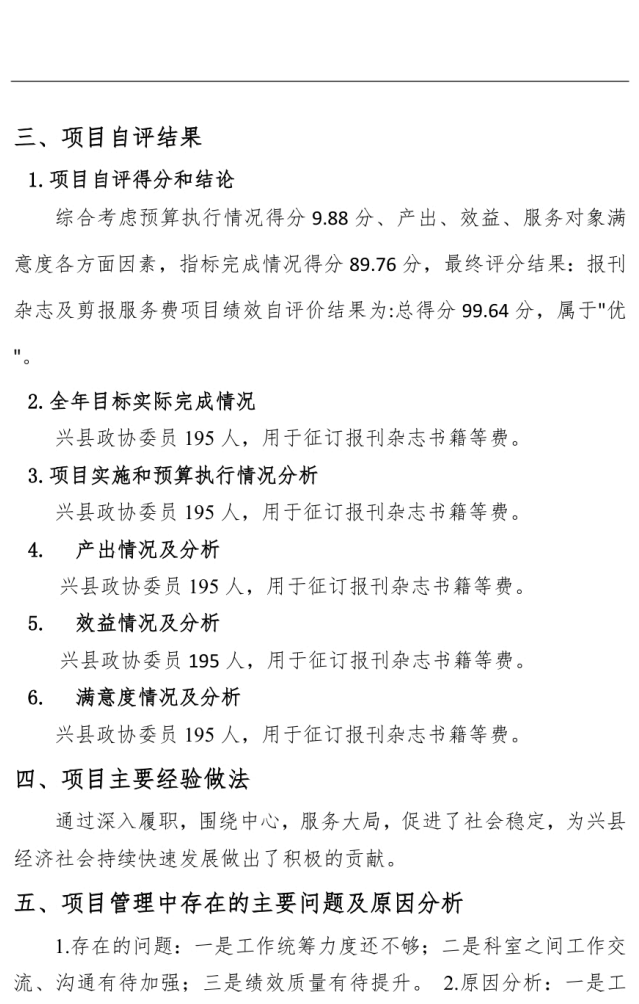 三、项目自评结果
1.项目自评得分和结论
综合考虑预算执行情况得分 9.88 分、产出、效益、服务对象满
意度各方面因素，指标完成情况得分 89.76 分，最终评分结果：报刊
杂志及剪报服务费项目绩效自评价结果为:总得分 99.64 分，属于"优
"。
2.全年目标实际完成情况
兴县政协委员 195 人，用于征订报刊杂志书籍等费。
3.项目实施和预算执行情况分析
兴县政协委员 195 人，用于征订报刊杂志书籍等费。
4. 产出情况及分析
兴县政协委员 195 人，用于征订报刊杂志书籍等费。
5. 效益情况及分析
兴县政协委员 195 人，用于征订报刊杂志书籍等费。
6. 满意度情况及分析
兴县政协委员 195 人，用于征订报刊杂志书籍等费。
四、项目主要经验做法
通过深入履职，围绕中心，服务大局，促进了社会稳定，为兴县
经济社会持续快速发展做出了积极的贡献。
五、项目管理中存在的主要问题及原因分析
1.存在的问题：一是工作统筹力度还不够；二是科室之间工作交
流、沟通有待加强；三是绩效质量有待提升。 2.原因分析：一是工